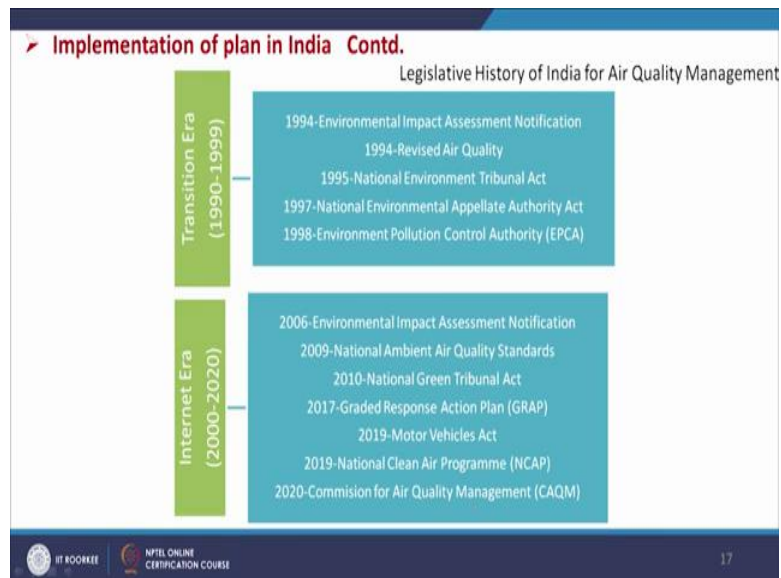 ➤ Implementation of plan in India Contd.
Legislative History of India for Air Quality Management
Transition Era
(1990-1999)
1994-Environmental Impact Assessment Notification
1994-Revised Air Quality
1995-National Environment Tribunal Act
1997-National Environmental Appellate Authority Act
1998-Environment Pollution Control Authority (EPCA)
Internet Era
(2000-2020)
2006-Environmental Impact Assessment Notification
2009-National Ambient Air Quality Standards
2010-National Green Tribunal Act
2017-Graded Response Action Plan (GRAP)
2019-Motor Vehicles Act
2019-National Clean Air Programme (NCAP)
2020-Commision for Air Quality Management (CAQM)
IIT ROORKEE
NPTEL ONLINE
CERTIFICATION COURSE
17